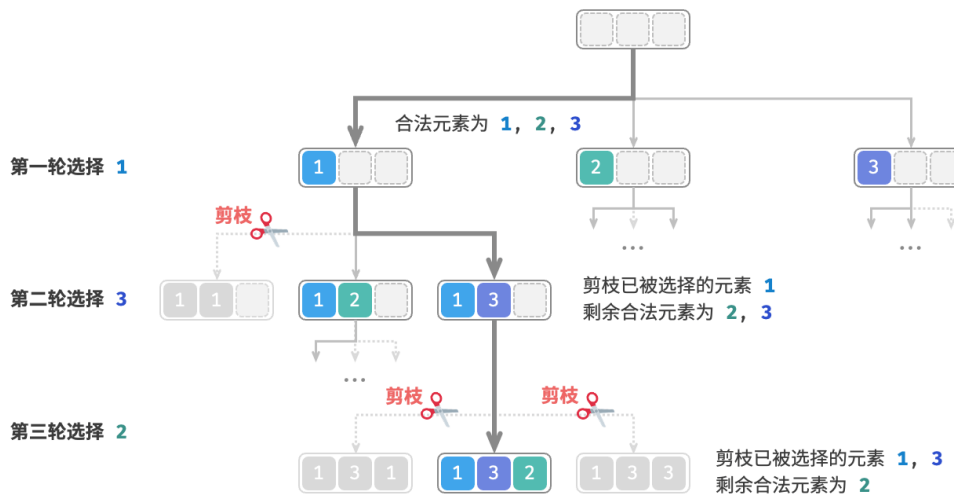 合法元素为 1, 2, 3
第一轮选择 1
1
2
3
剪枝
...
...
第二轮选择 3
1 1
1 2
1 3
剪枝已被选择的元素 1
剩余合法元素为 2, 3
...
剪枝
剪枝
第三轮选择 2
1 3 1
1 3 2
1 3 3
剪枝已被选择的元素 1, 3
剩余合法元素为 2